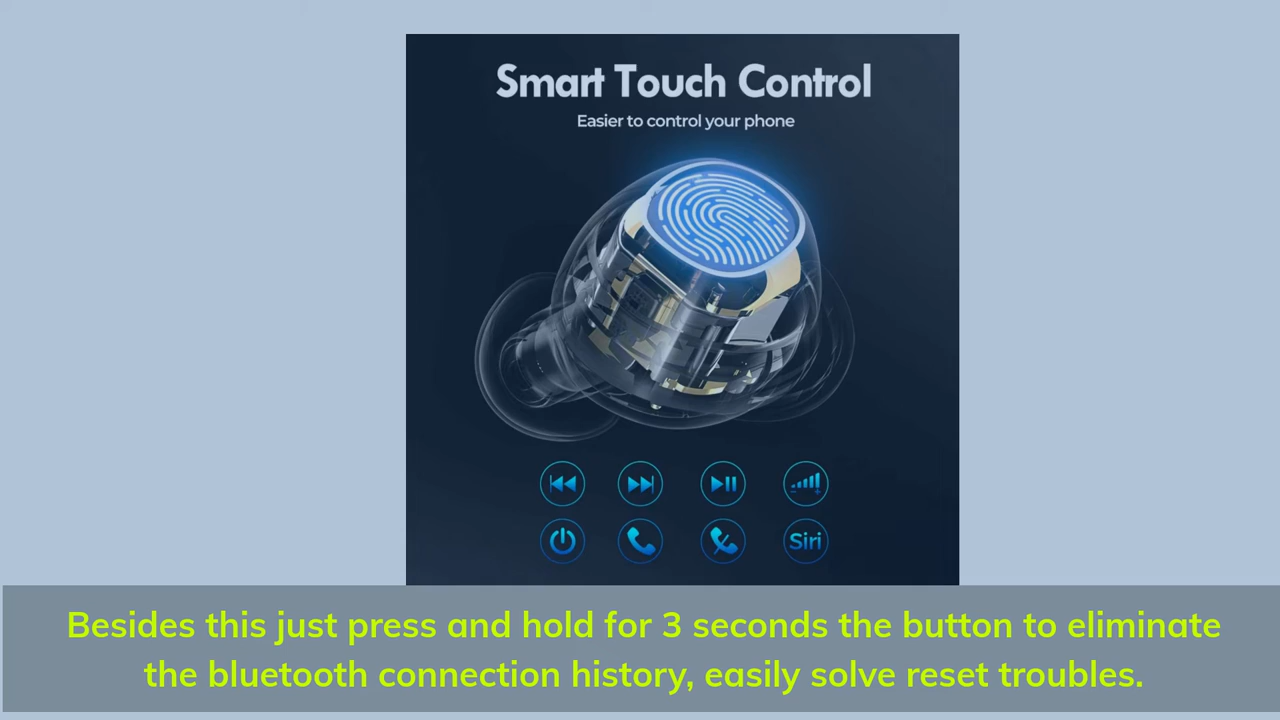 Smart Touch Control
Easier to control your phone
Siri
Besides this just press and hold for 3 seconds the button to eliminate
the bluetooth connection history, easily solve reset troubles.